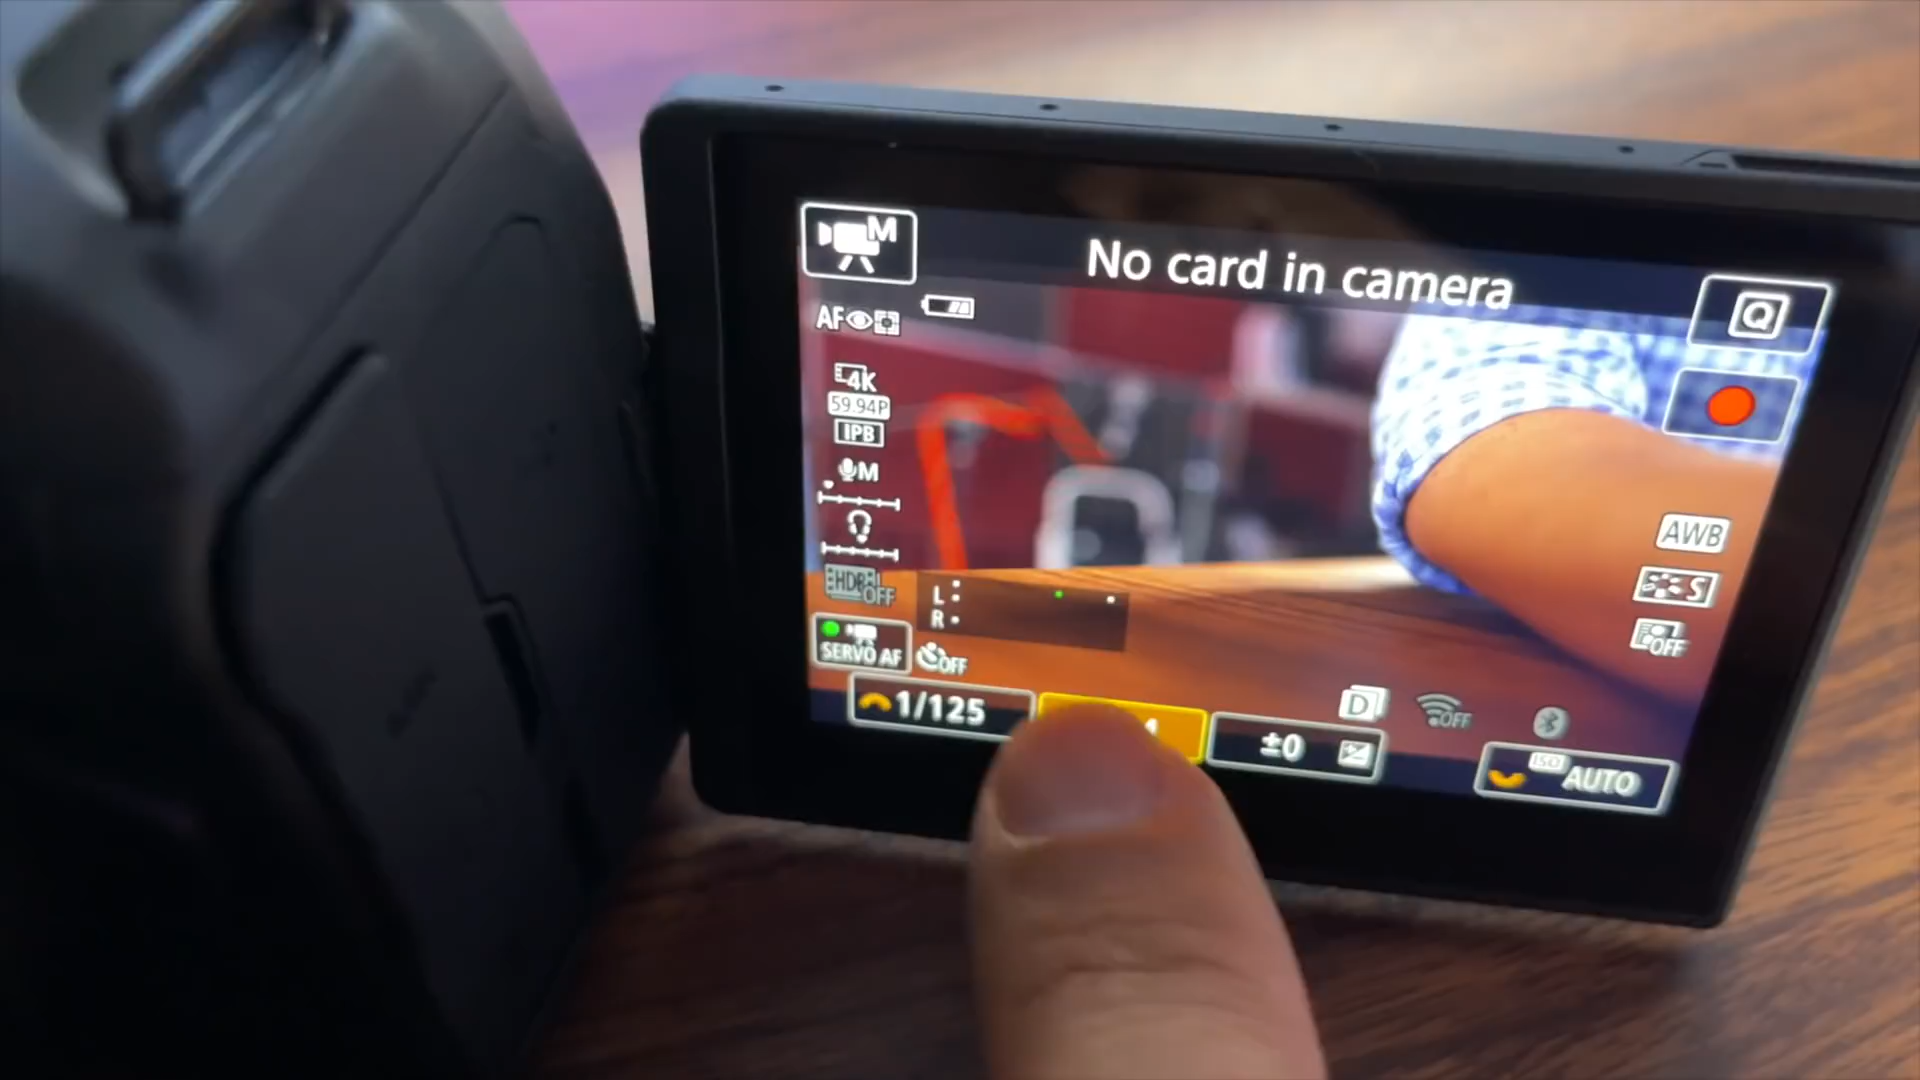 M
No card in camera
Q
AF
4K
59.94P
IPB
M
HDR OFF
L
R
SERVO AF
OFF
AWB
S
OFF
1/125
±0
D
OFF
ISO AUTO